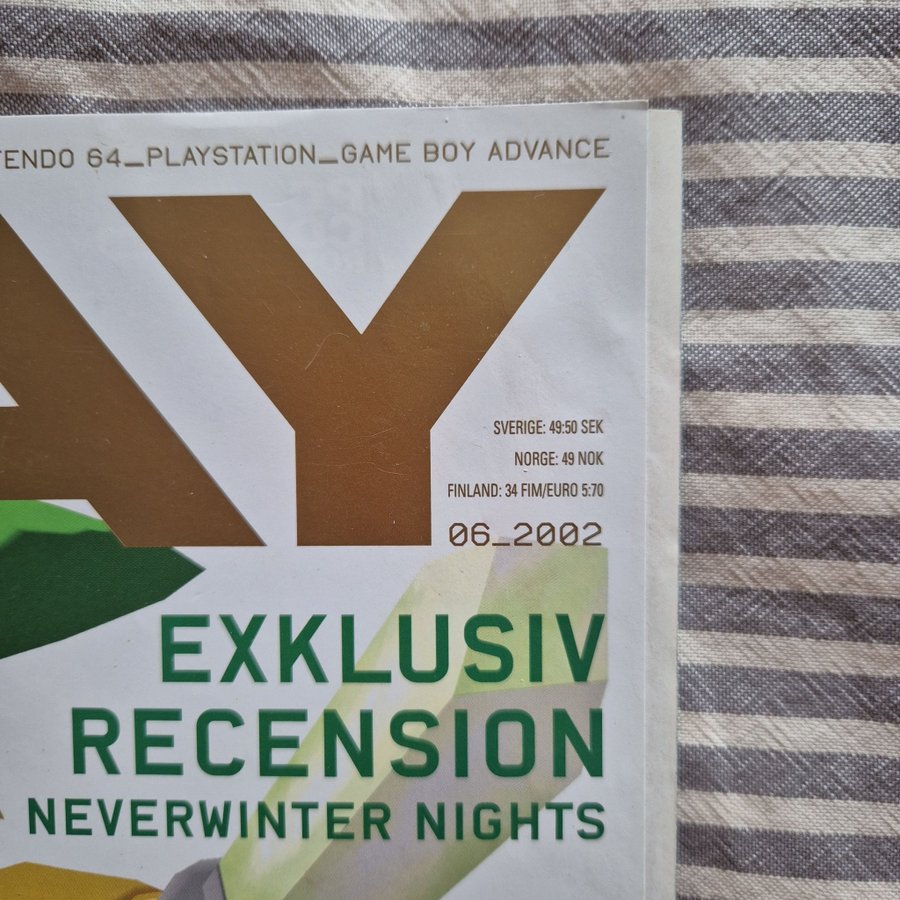 TENDO 64_PLAYSTATION_GAME BOY ADVANCE
AY
SVERIGE: 49:50 SEK
NORGE: 49 NOK
FINLAND: 34 FIM/EURO 5:70
06_2002
EXKLUSIV
RECENSION
NEVERWINTER NIGHTS